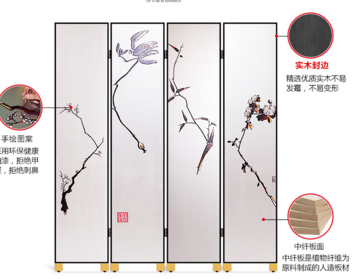 实木封边
精选优质实木不易
发霉，不易变形
手绘图案
用环保健康
漆，拒绝甲
，拒绝刺鼻
中纤板面
中纤板是植物纤维为
原料制成的人造板材